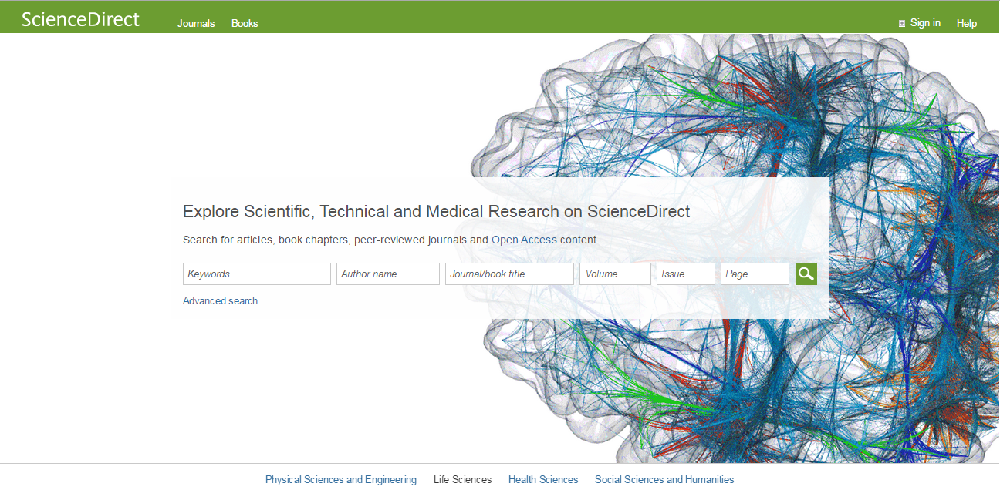 ScienceDirect Journals Books Sign in Help
Explore Scientific, Technical and Medical Research on ScienceDirect
Search for articles, book chapters, peer-reviewed journals and Open Access content
Keywords Author name Journal/book title Volume Issue Page
Advanced search
Physical Sciences and Engineering Life Sciences Health Sciences Social Sciences and Humanities